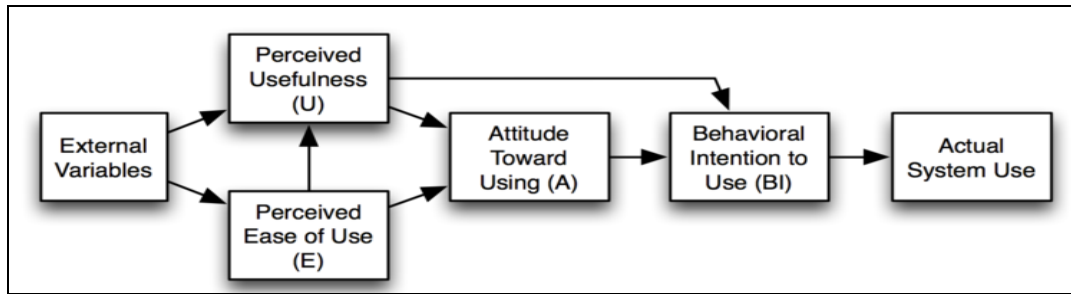 External
Variables
Perceived
Usefulness
(U)
Perceived
Ease of Use
(E)
Attitude
Toward
Using (A)
Behavioral
Intention to
Use (BI)
Actual
System Use